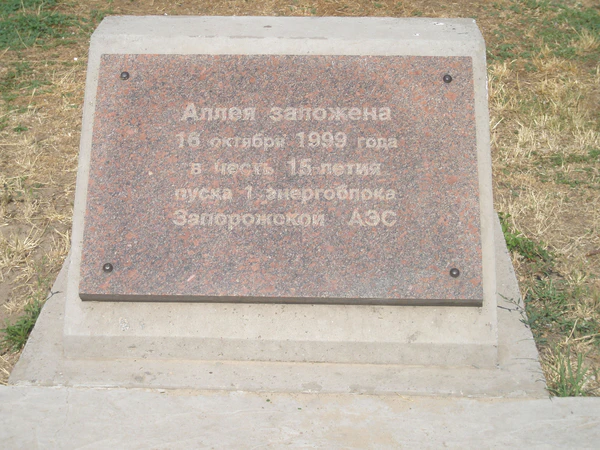 Аллея заложена
16 октября 1999 года
в честь 15-летия
пуска 1 энергоблока
Запорожской АЭС